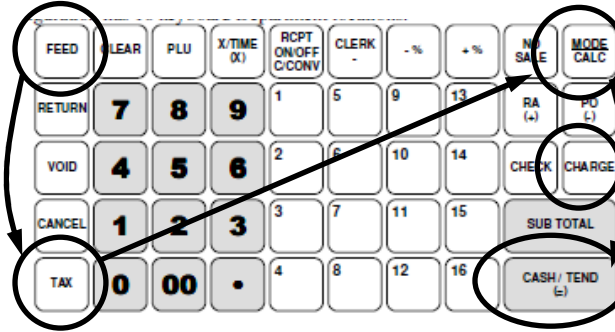 FEED CLEAR PLU X/TIME (X) RCPT ON/OFF C/CONV CLERK - - % + % NO SALE MODE CALC
RETURN 7 8 9 1 5 9 13 RA (+) PO (-)
VOID 4 5 6 2 6 10 14 CHECK CHARGE
CANCEL 1 2 3 3 7 11 15 SUB TOTAL
TAX 0 00 • 4 8 12 16 CASH / TEND (=)